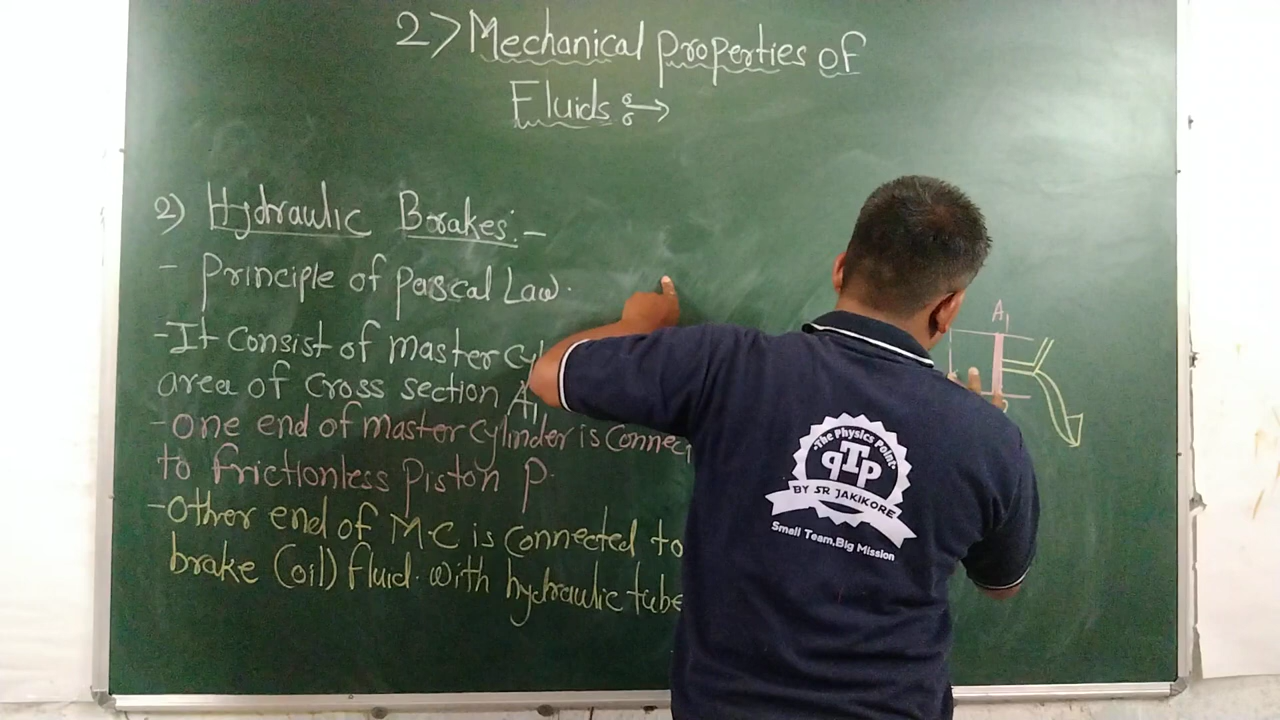 2> Mechanical properties of
Fluids :→
2) Hydraulic Brakes:-
- Principle of pascal Law.
-It Consist of master cyl
area of cross section A1
-One end of master cylinder is connect
to frictionless piston P.
-Other end of M C is connected to
brake (oil) fluid. with hydraulic tube
A1
The Physics Point
qTp
BY SR JAKIKORE
Small Team,Big Mission